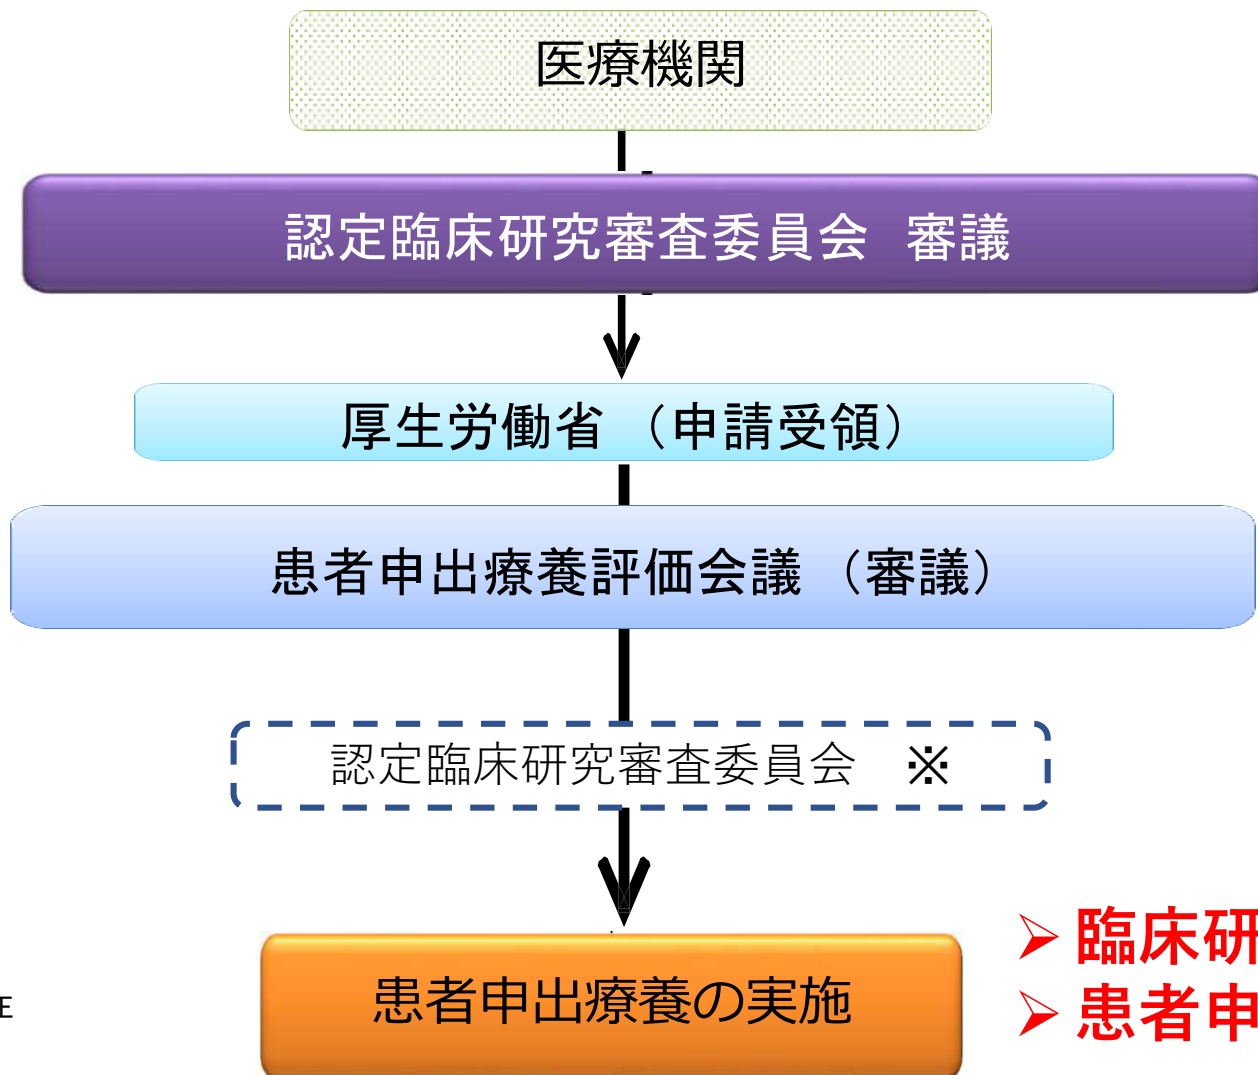 医療機関
認定臨床研究審査委員会　審議
厚生労働省（申請受領）
患者申出療養評価会議（審議）
認定臨床研究審査委員会　※
患者申出療養の実施
➢ 臨床研
➢ 患者申